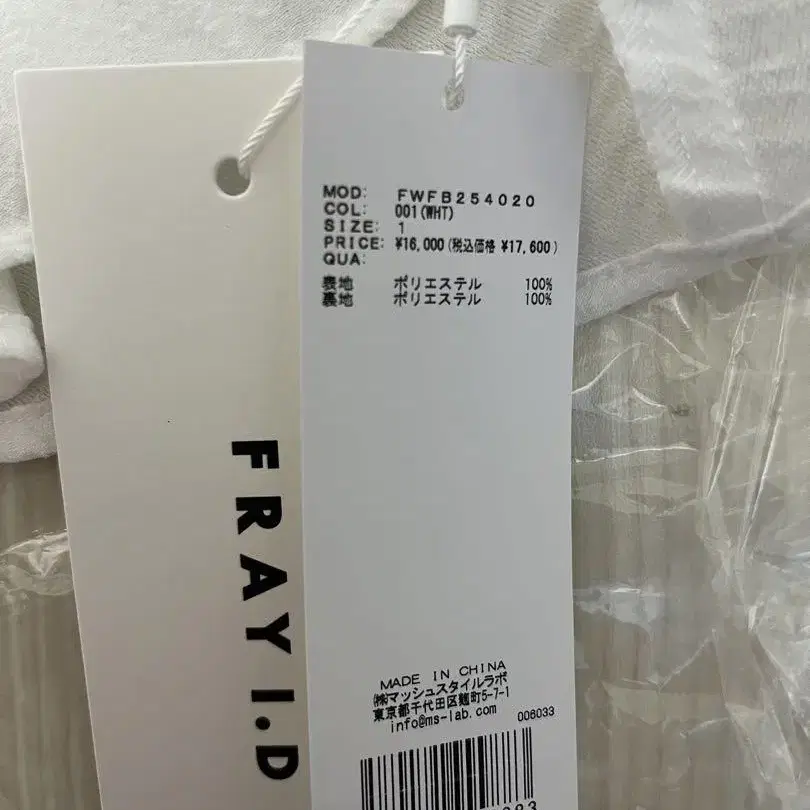 MOD: FWFB254020
COL: 001(WHT)
SIZE: 1
PRICE: ¥16,000(税込価格 ¥17,600)
QUA:
表地 ポリエステル 100%
裏地 ポリエステル 100%
FRAY I.D
MADE IN CHINA
㈱マッシュスタイルラボ
東京都千代田区麹町5-7-1
info@ms-lab.com
006033